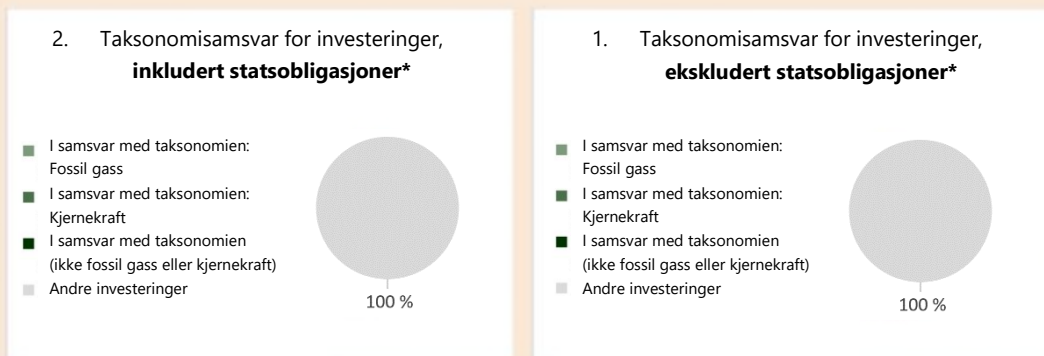 2. Taksonomisamsvar for investeringer,
inkludert statsobligasjoner*
I samsvar med taksonomien:
Fossil gass
I samsvar med taksonomien:
Kjernekraft
I samsvar med taksonomien
(ikke fossil gass eller kjernekraft)
Andre investeringer
100 %
1. Taksonomisamsvar for investeringer,
ekskludert statsobligasjoner*
I samsvar med taksonomien:
Fossil gass
I samsvar med taksonomien:
Kjernekraft
I samsvar med taksonomien
(ikke fossil gass eller kjernekraft)
Andre investeringer
100 %